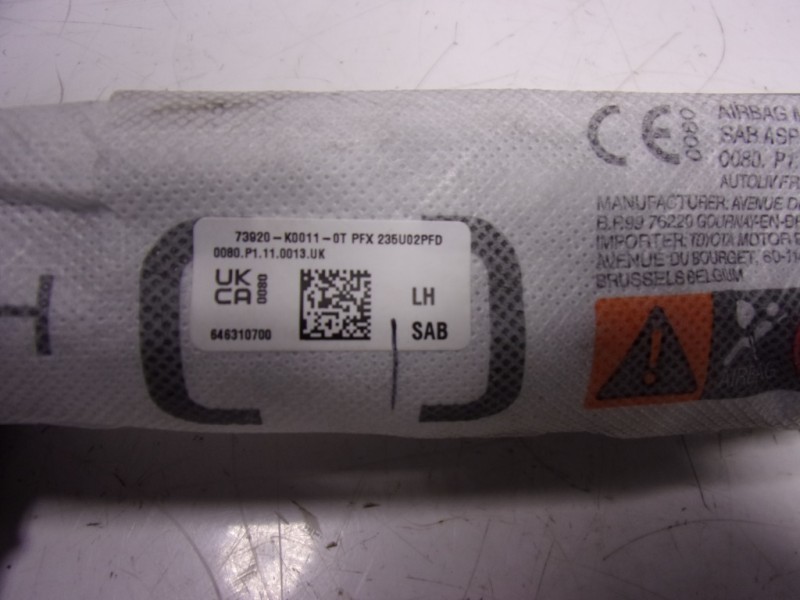 73920-K0011-0T PFX 235U02PFD
0080.P1.11.0013.UK
UK
CA
0080
LH
646310700
SAB
CE
0080
AIRBAG
SAB ASP
0080. P1.
AUTOLIV FR
MANUFACTURER: AVENUE
B.P.99 76220 GOURNAY-EN-BR
IMPORTER: TOYOTA MOTOR
AVENUE DU BOURGET, 60-
BRUSSELS BELGIUM
AIRBAG